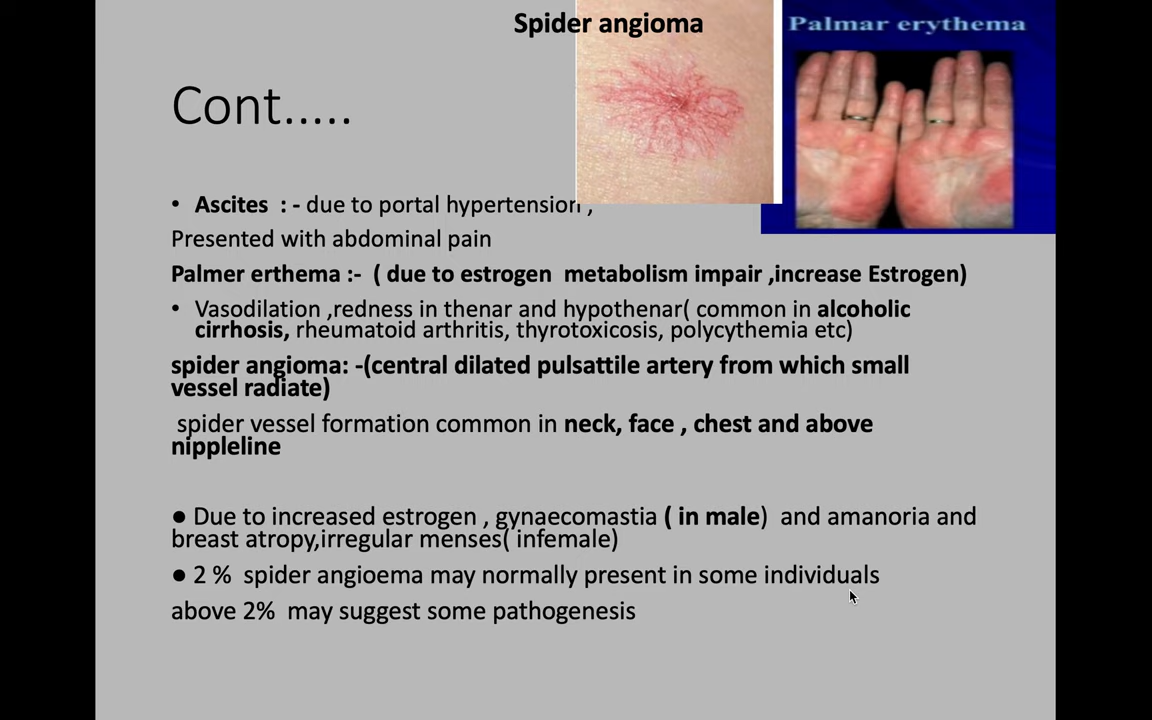 Spider angioma
Palmar erythema
Cont.....
• Ascites : - due to portal hypertension ,
Presented with abdominal pain
Palmer erthema :- ( due to estrogen metabolism impair ,increase Estrogen)
• Vasodilation ,redness in thenar and hypothenar( common in alcoholic
cirrhosis, rheumatoid arthritis, thyrotoxicosis, polycythemia etc)
spider angioma: -(central dilated pulsattile artery from which small
vessel radiate)
spider vessel formation common in neck, face , chest and above
nippleline
● Due to increased estrogen , gynaecomastia ( in male) and amanoria and
breast atropy,irregular menses( infemale)
● 2 % spider angioema may normally present in some individuals
above 2% may suggest some pathogenesis